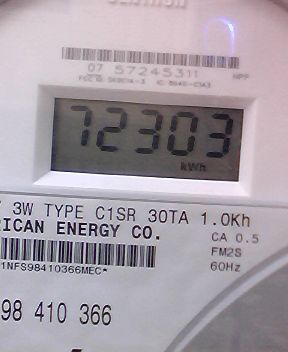 07 57245311
72303
kWh
3W TYPE C1SR 30TA 1.0Kh
RICAN ENERGY CO.
CA 0.5
FM2S
1NFS98410366MEC*
60Hz
98 410 366